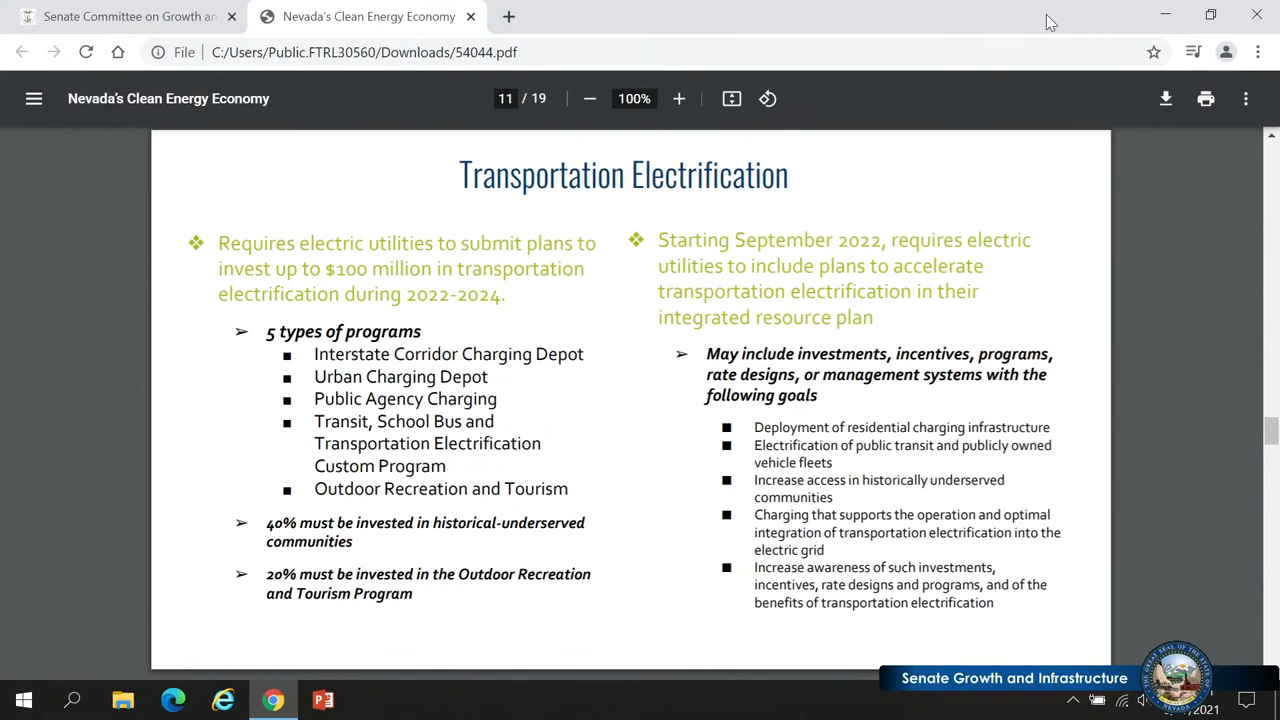 Senate Committee on Growth an
Nevada's Clean Energy Economy
File
C:/Users/Public.FTRL30560/Downloads/54044.pdf
Nevada's Clean Energy Economy
11 / 19
100%
Transportation Electrification
❖ Requires electric utilities to submit plans to
invest up to $100 million in transportation
electrification during 2022-2024.
➢ 5 types of programs
■ Interstate Corridor Charging Depot
■ Urban Charging Depot
■ Public Agency Charging
■ Transit, School Bus and
Transportation Electrification
Custom Program
■ Outdoor Recreation and Tourism
➢ 40% must be invested in historical-underserved
communities
➢ 20% must be invested in the Outdoor Recreation
and Tourism Program
❖ Starting September 2022, requires electric
utilities to include plans to accelerate
transportation electrification in their
integrated resource plan
➢ May include investments, incentives, programs,
rate designs, or management systems with the
following goals
■ Deployment of residential charging infrastructure
■ Electrification of public transit and publicly owned
vehicle fleets
■ Increase access in historically underserved
communities
■ Charging that supports the operation and optimal
integration of transportation electrification into the
electric grid
■ Increase awareness of such investments,
incentives, rate designs and programs, and of the
benefits of transportation electrification
Senate Growth and Infrastructure